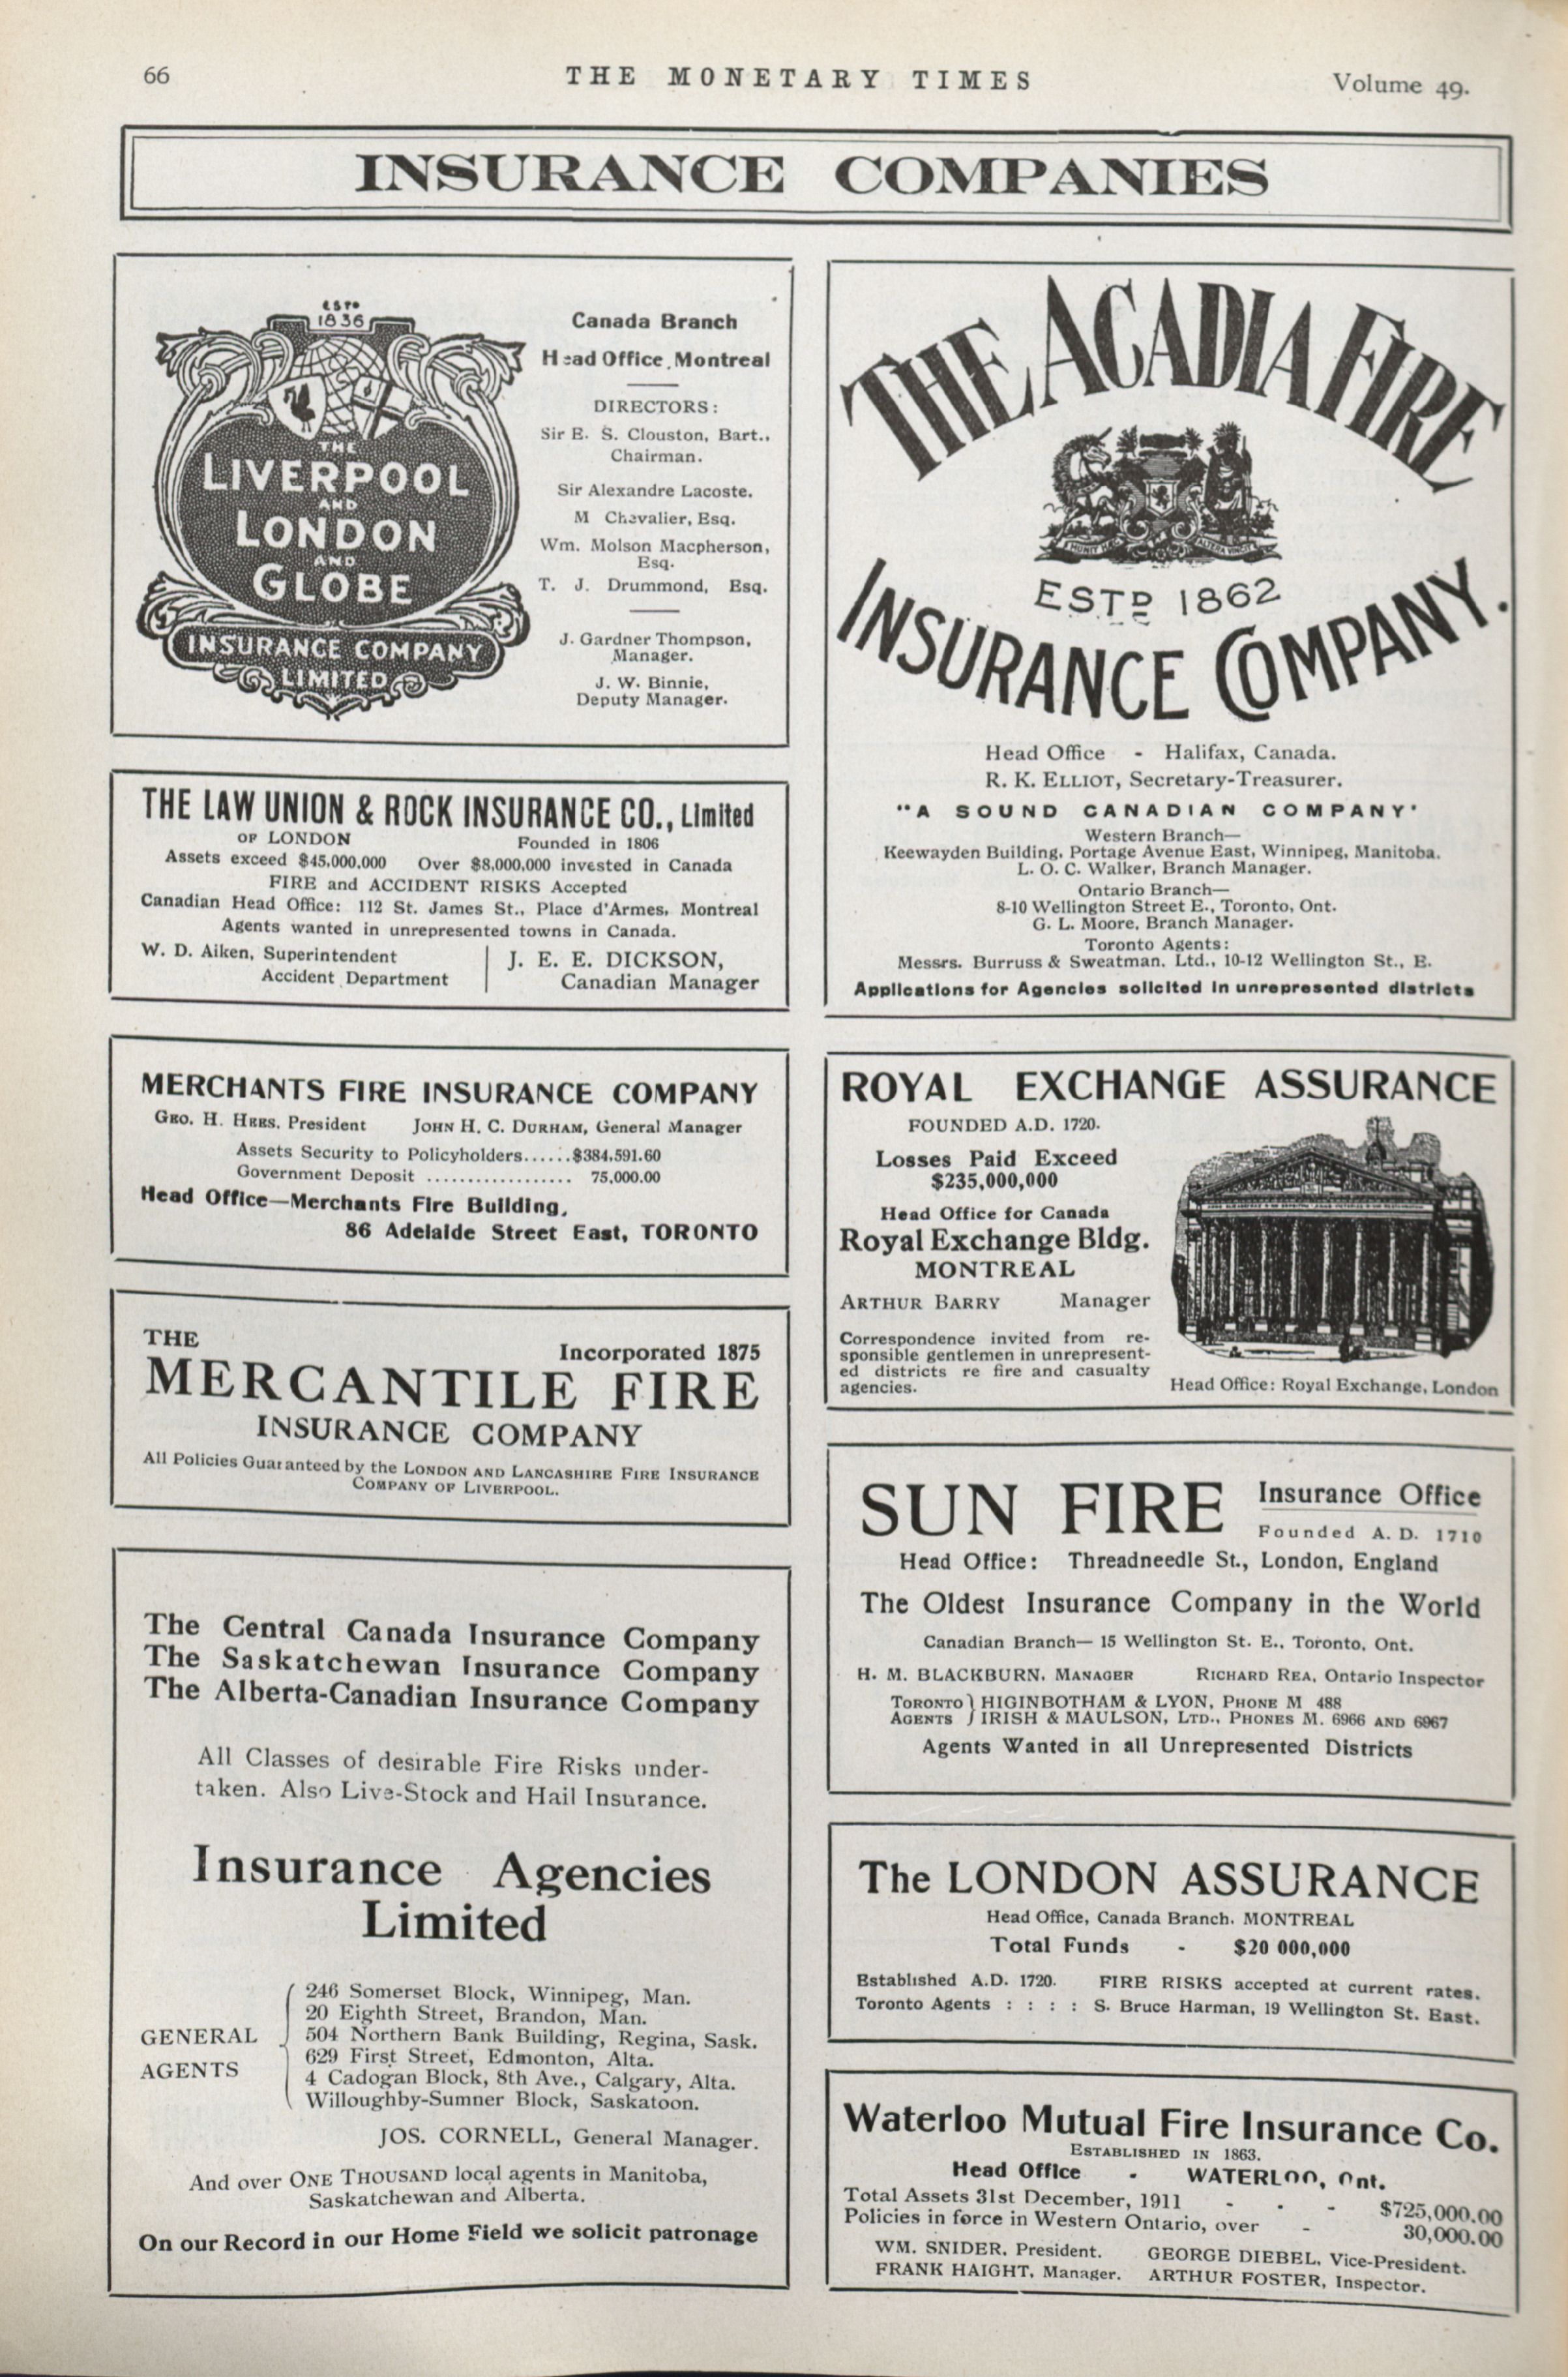 66
THE MONETARY TIMES
Volume 49.
INSURANCE COMPANIES
ESTD
1836
THE
LIVERPOOL
AND
LONDON
AND
GLOBE
INSURANCE COMPANY
LIMITED
Canada Branch
Head Office, Montreal
DIRECTORS:
Sir E. S. Clouston, Bart.,
Chairman.
Sir Alexandre Lacoste.
M Chevalier, Esq.
Wm. Molson Macpherson,
Esq.
T. J. Drummond, Esq.
J. Gardner Thompson,
Manager.
J. W. Binnie,
Deputy Manager.
THE LAW UNION & ROCK INSURANCE CO., Limited
OF LONDON Founded in 1806
Assets exceed $45,000,000 Over $8,000,000 invested in Canada
FIRE and ACCIDENT RISKS Accepted
Canadian Head Office: 112 St. James St., Place d'Armes, Montreal
Agents wanted in unrepresented towns in Canada.
W. D. Aiken, Superintendent
Accident Department
J. E. E. DICKSON,
Canadian Manager
MERCHANTS FIRE INSURANCE COMPANY
GEO. H. HEES, President JOHN H. C. DURHAM, General Manager
Assets Security to Policyholders......$384,591.60
Government Deposit .................. 75,000.00
Head Office—Merchants Fire Building,
86 Adelaide Street East, TORONTO
THE
Incorporated 1875
MERCANTILE FIRE
INSURANCE COMPANY
All Policies Guaranteed by the LONDON AND LANCASHIRE FIRE INSURANCE
COMPANY OF LIVERPOOL.
The Central Canada Insurance Company
The Saskatchewan Insurance Company
The Alberta-Canadian Insurance Company
All Classes of desirable Fire Risks under-
taken. Also Live-Stock and Hail Insurance.
Insurance Agencies
Limited
GENERAL
AGENTS
246 Somerset Block, Winnipeg, Man.
20 Eighth Street, Brandon, Man.
504 Northern Bank Building, Regina, Sask.
629 First Street, Edmonton, Alta.
4 Cadogan Block, 8th Ave., Calgary, Alta.
Willoughby-Sumner Block, Saskatoon.
JOS. CORNELL, General Manager.
And over ONE THOUSAND local agents in Manitoba,
Saskatchewan and Alberta.
On our Record in our Home Field we solicit patronage
THE ACADIA FIRE
ESTD 1862
INSURANCE COMPANY.
Head Office - Halifax, Canada.
R. K. ELLIOT, Secretary-Treasurer.
"A SOUND CANADIAN COMPANY'
Western Branch—
Keewayden Building, Portage Avenue East, Winnipeg, Manitoba.
L. O. C. Walker, Branch Manager.
Ontario Branch—
8-10 Wellington Street E., Toronto, Ont.
G. L. Moore, Branch Manager.
Toronto Agents:
Messrs. Burruss & Sweatman, Ltd., 10-12 Wellington St., E.
Applications for Agencies solicited in unrepresented districts
ROYAL EXCHANGE ASSURANCE
FOUNDED A.D. 1720.
Losses Paid Exceed
$235,000,000
Head Office for Canada
Royal Exchange Bldg.
MONTREAL
ARTHUR BARRY Manager
Correspondence invited from re-
sponsible gentlemen in unrepresent-
ed districts re fire and casualty
agencies.
Head Office: Royal Exchange, London
SUN FIRE
Insurance Office
Founded A. D. 1710
Head Office: Threadneedle St., London, England
The Oldest Insurance Company in the World
Canadian Branch— 15 Wellington St. E., Toronto, Ont.
H. M. BLACKBURN, MANAGER RICHARD REA, Ontario Inspector
TORONTO } HIGINBOTHAM & LYON, PHONE M 488
AGENTS } IRISH & MAULSON, LTD., PHONES M. 6966 AND 6967
Agents Wanted in all Unrepresented Districts
The LONDON ASSURANCE
Head Office, Canada Branch, MONTREAL
Total Funds - $20 000,000
Established A.D. 1720. FIRE RISKS accepted at current rates.
Toronto Agents : : : : S. Bruce Harman, 19 Wellington St. East.
Waterloo Mutual Fire Insurance Co.
ESTABLISHED IN 1863.
Head Office - WATERLOO, Ont.
Total Assets 31st December, 1911 - - - $725,000.00
Policies in force in Western Ontario, over - 30,000.00
WM. SNIDER, President. GEORGE DIEBEL, Vice-President.
FRANK HAIGHT, Manager. ARTHUR FOSTER, Inspector.